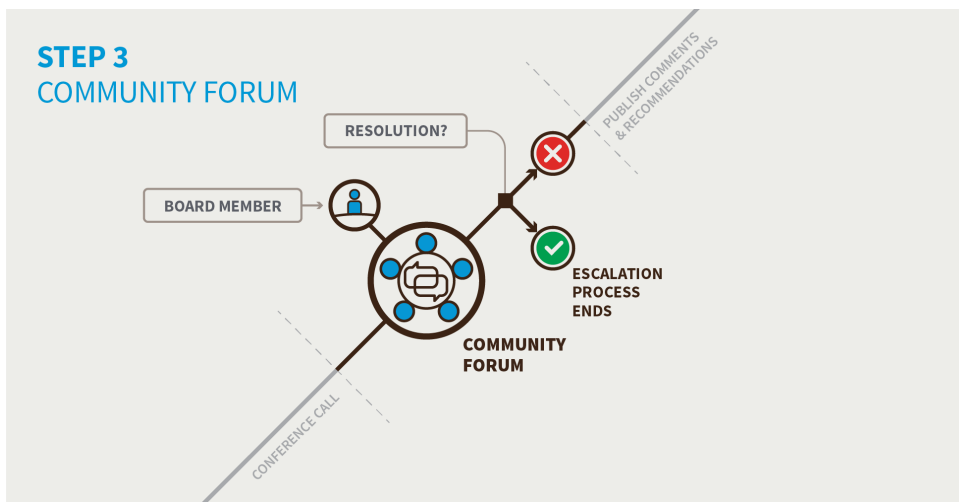 STEP 3
COMMUNITY FORUM
PUBLISH COMMENTS
& RECOMMENDATIONS
RESOLUTION?
BOARD MEMBER
ESCALATION
PROCESS
ENDS
COMMUNITY
FORUM
CONFERENCE CALL